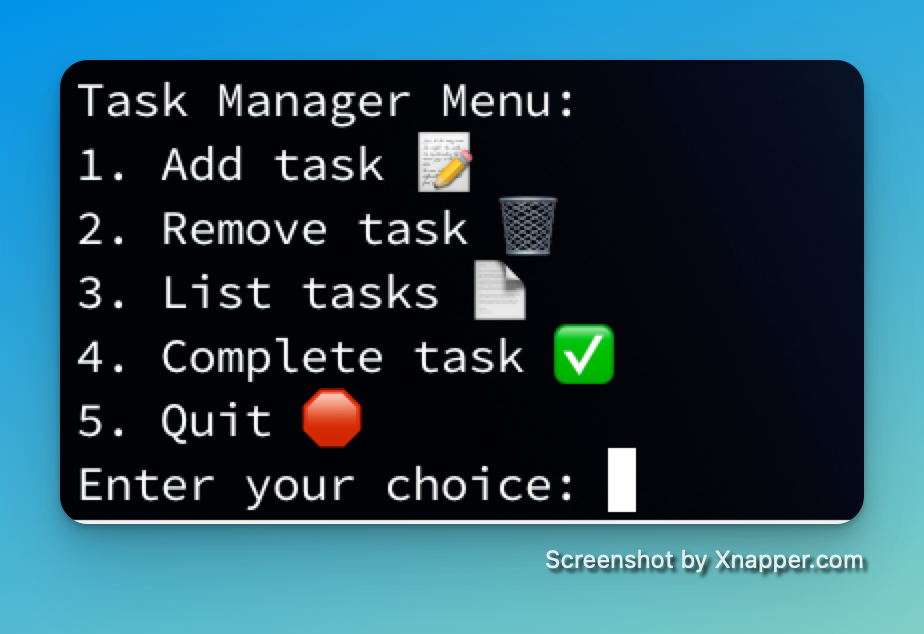 Task Manager Menu:
1. Add task 📝
2. Remove task 🗑️
3. List tasks 📄
4. Complete task ✅
5. Quit 🛑
Enter your choice:
Screenshot by Xnapper.com